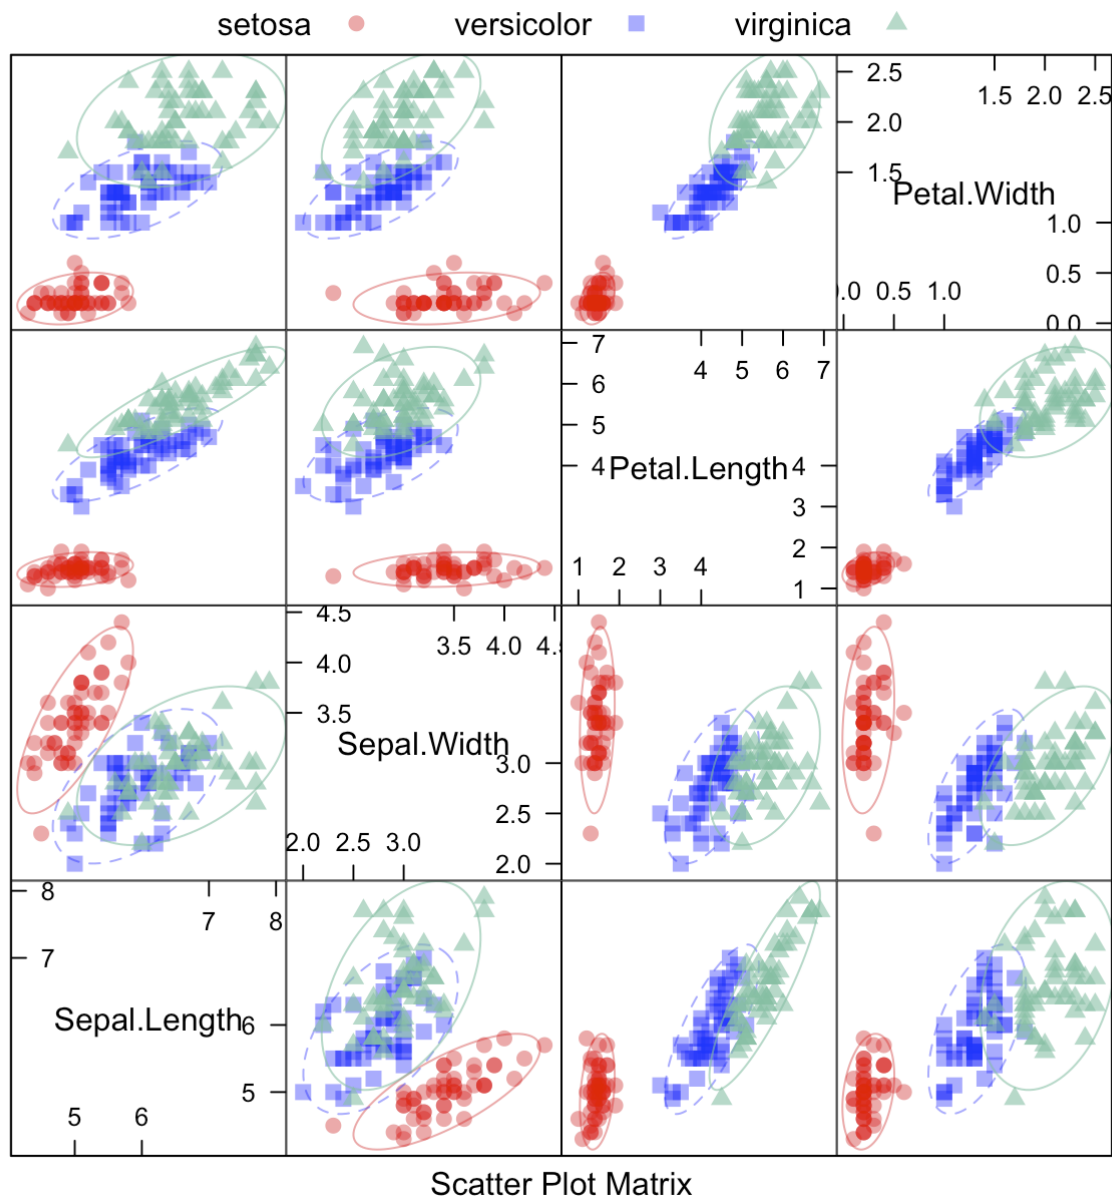 setosa versicolor virginica
2.5 1.5 2.0 2.5
2.0
1.5
Petal.Width
1.0
0.5
0.0 0.5 1.0
0.0
7 4 5 6 7
6
5
4 Petal.Length 4
3
2
1 2 3 4
1
4.5 3.5 4.0 4.5
4.0
3.5
Sepal.Width
3.0
2.5
2.0 2.5 3.0
2.0
8 7 8
7
Sepal.Length 6
5
5 6
Scatter Plot Matrix